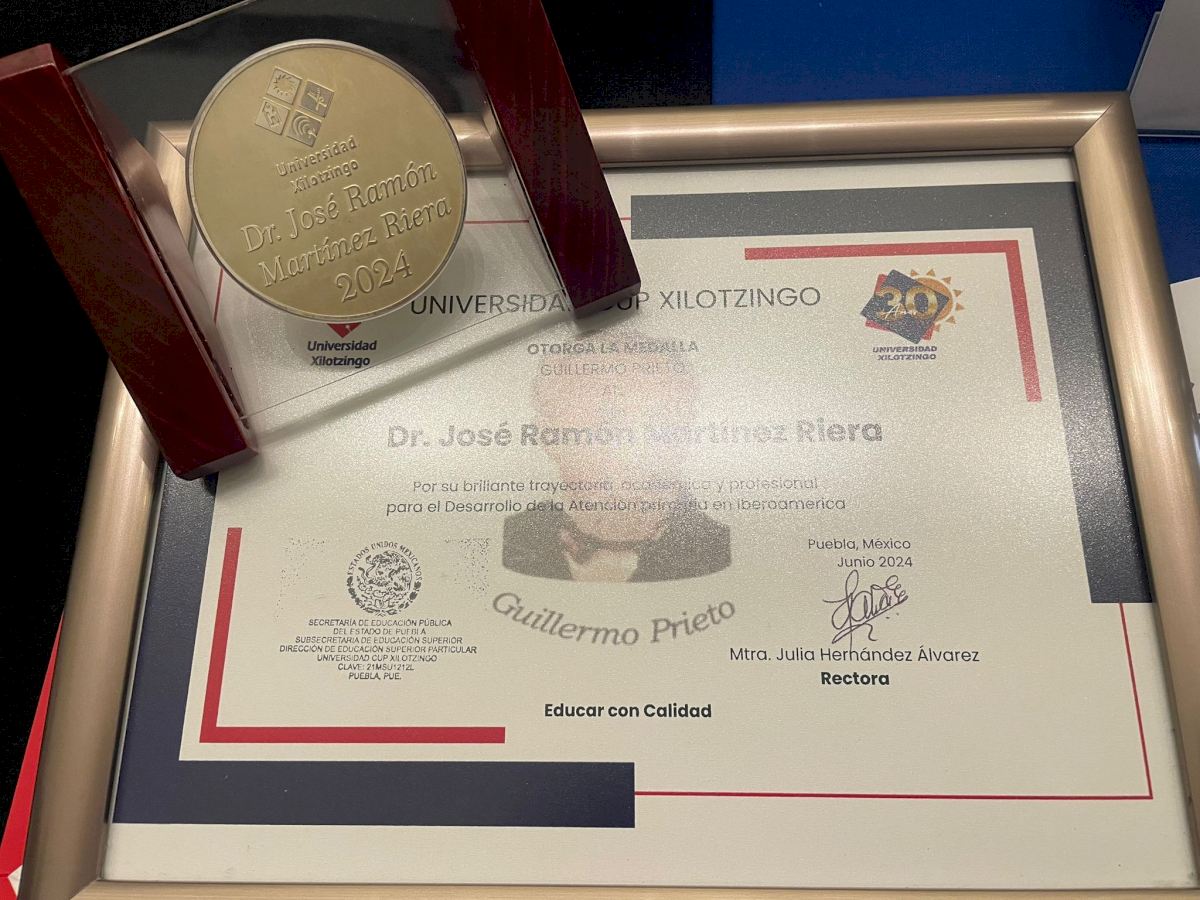 Universidad
Xilotzingo
Dr. José Ramón
Martínez Riera
2024
Universidad
Xilotzingo
UNIVERSIDAD CUP XILOTZINGO
30
Años
UNIVERSIDAD
XILOTZINGO
OTORGA LA MEDALLA
GUILLERMO PRIETO
AL
Dr. José Ramón Martínez Riera
Por su briliante trayectoria académica y profesional
para el Desarrollo de la Atención primaria en Iberoamerica
ESTADOS UNIDOS MEXICANOS
SECRETARÍA DE EDUCACIÓN PÚBLICA
DEL ESTADO DE PUEBLA
SUBSECRETARÍA DE EDUCACIÓN SUPERIOR
DIRECCIÓN DE EDUCACIÓN SUPERIOR PARTICULAR
UNIVERSIDAD CUP XILOTZINGO
CLAVE: 21MSU1212L
PUEBLA, PUE.
Guillermo Prieto
Puebla, México
Junio 2024
Mtra. Julia Hernández Álvarez
Rectora
Educar con Calidad